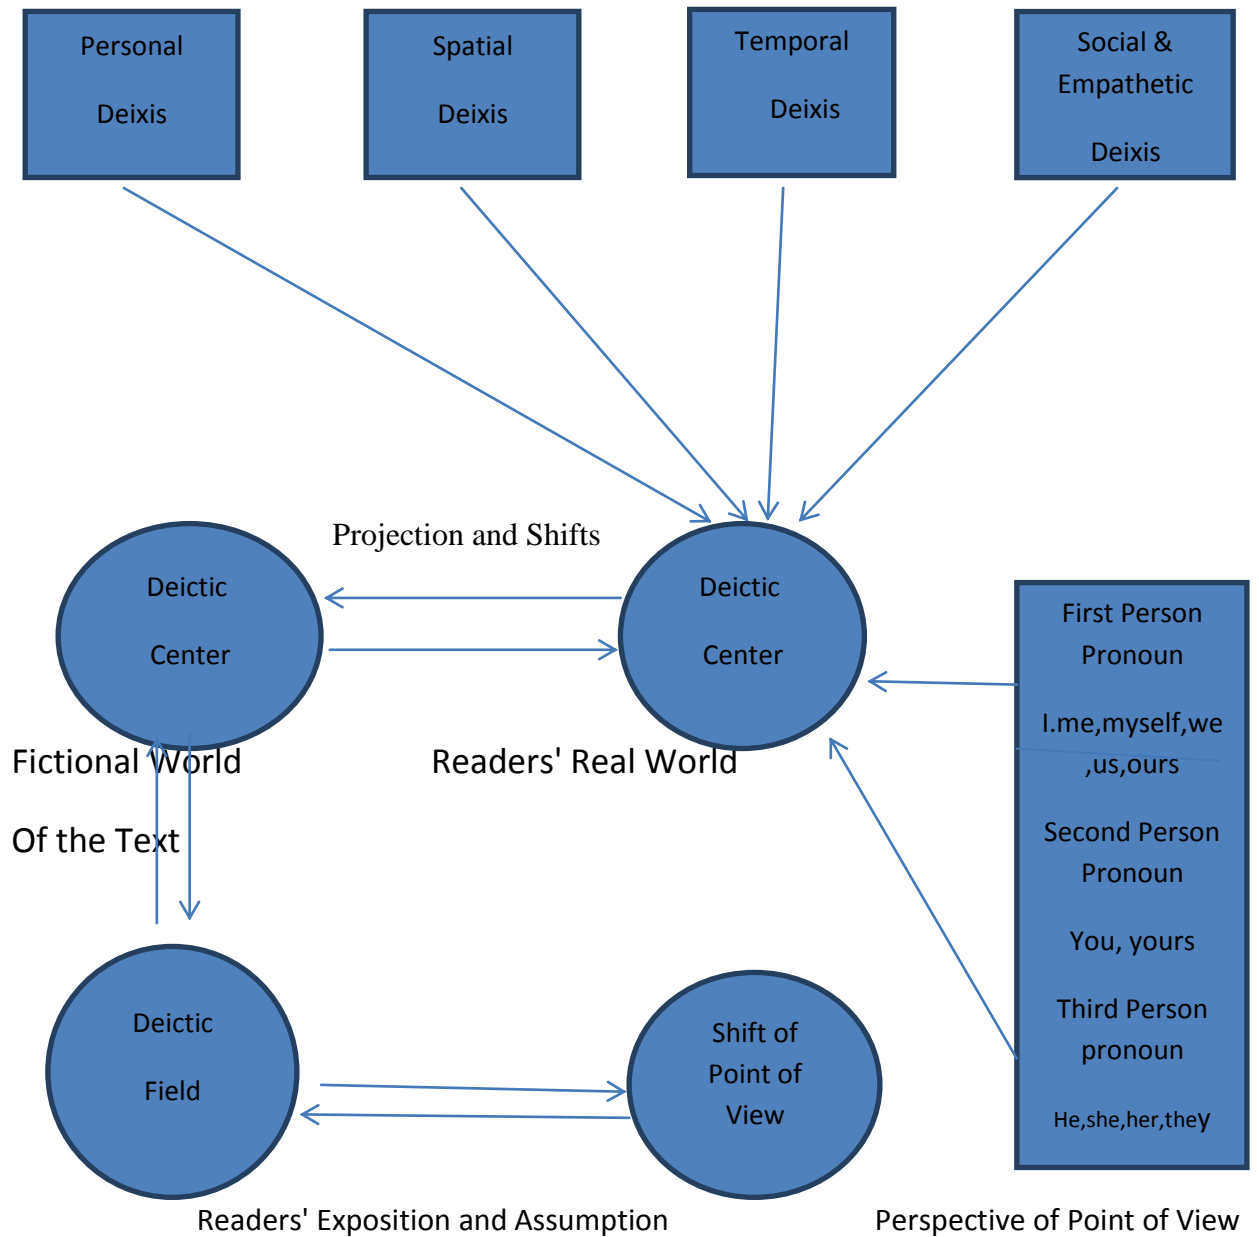 Personal
Deixis
Spatial
Deixis
Temporal
Deixis
Social &
Empathetic
Deixis
Projection and Shifts
Deictic
Center
Deictic
Center
Fictional World
Of the Text
Readers' Real World
First Person
Pronoun
I.me,myself,we
,us,ours
Second Person
Pronoun
You, yours
Third Person
pronoun
He,she,her,they
Deictic
Field
Shift of
Point of
View
Readers' Exposition and Assumption
Perspective of Point of View